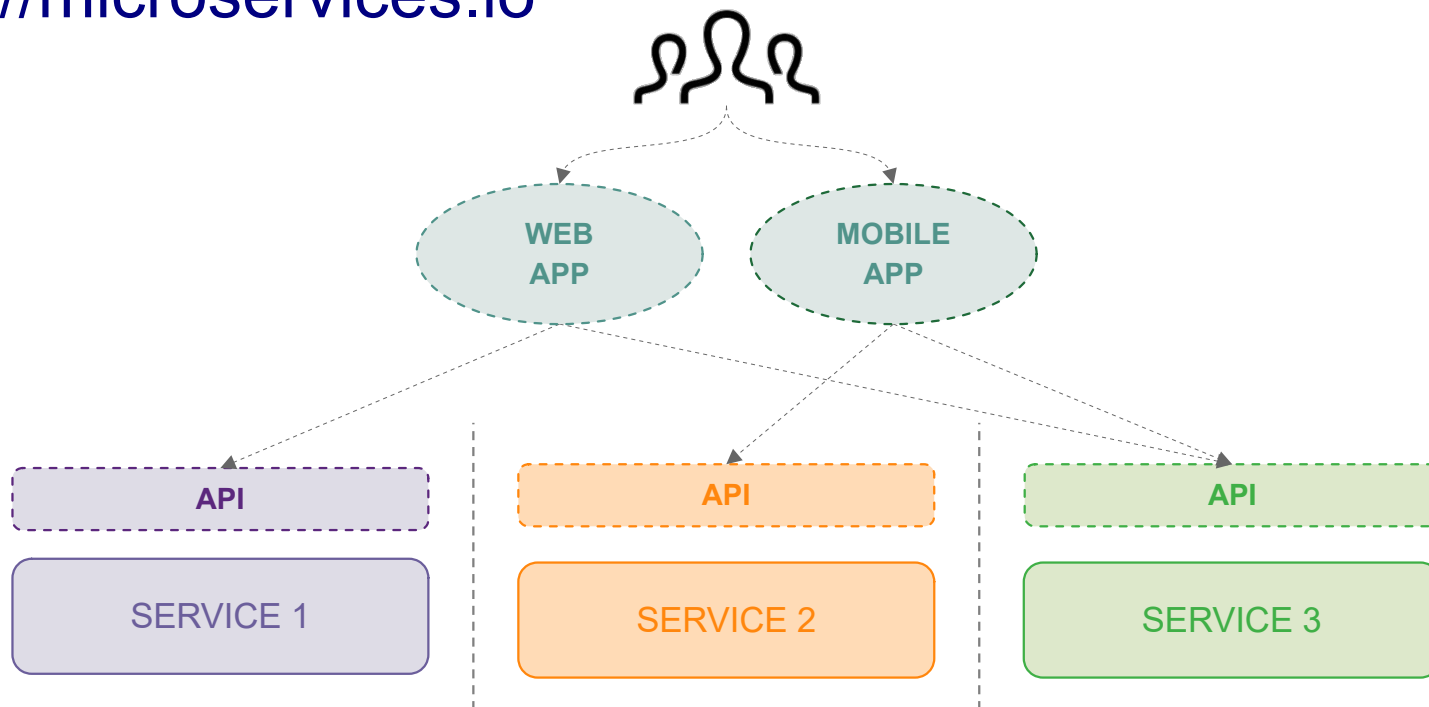 //microservices.io
WEB
APP
MOBILE
APP
API
API
API
SERVICE 1
SERVICE 2
SERVICE 3